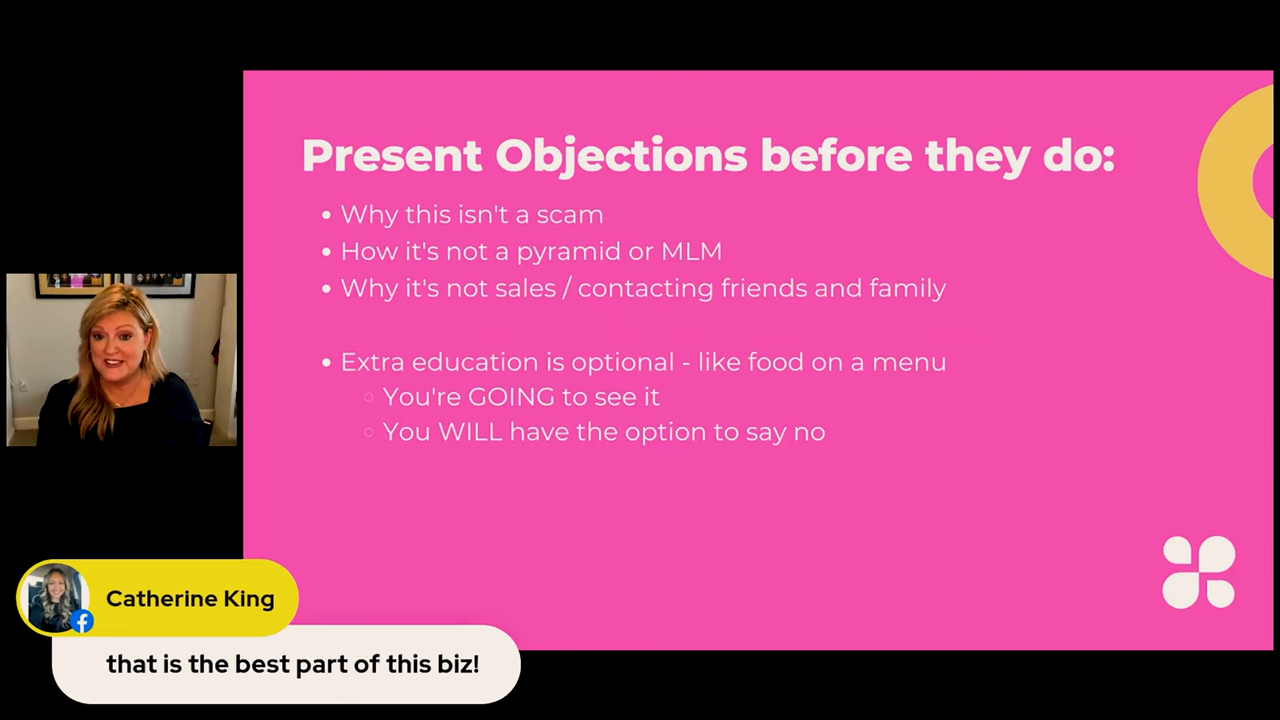 Present Objections before they do:
• Why this isn't a scam
• How it's not a pyramid or MLM
• Why it's not sales / contacting friends and family
• Extra education is optional - like food on a menu
○ You're GOING to see it
○ You WILL have the option to say no
Catherine King
that is the best part of this biz!